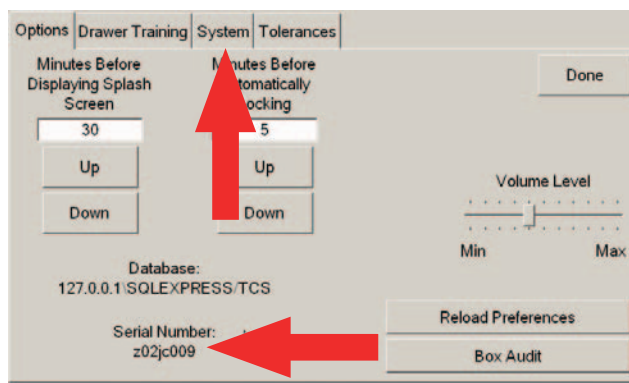 Options Drawer Training System Tolerances
Minutes Before
Displaying Splash
Screen
30
Up
Down
Minutes Before
5
Up
Down
Done
Volume Level
Min Max
Database:
127.0.0.1\SQLEXPRESS/TCS
Serial Number:
z02jc009
Reload Preferences
Box Audit